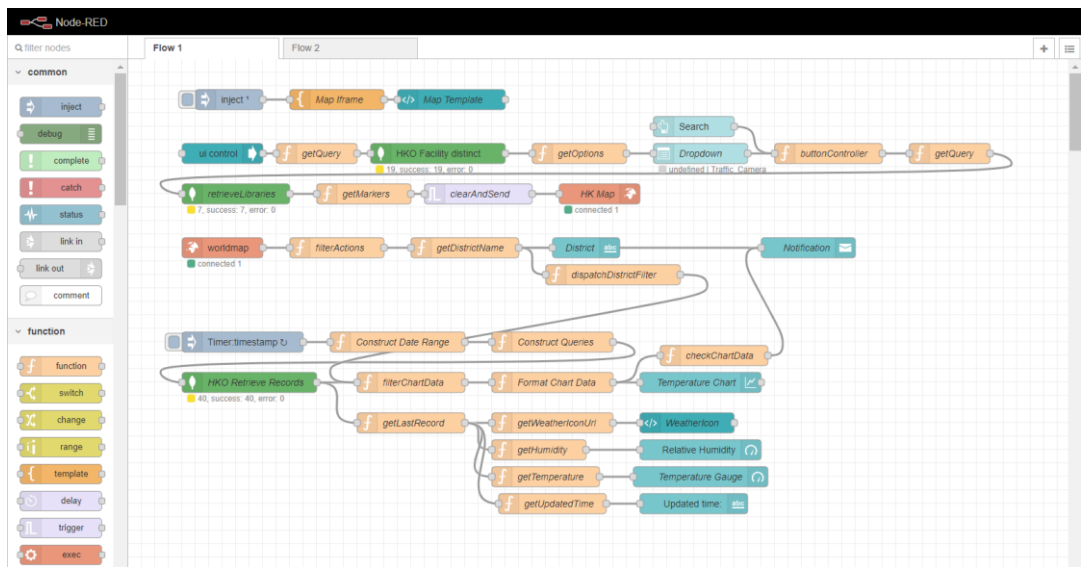 Node-RED
filter nodes
Flow 1
Flow 2
common
inject
debug
complete
catch
status
link in
link out
comment
function
function
switch
change
range
template
delay
trigger
exec
inject *
Map Iframe
</> Map Template
Search
ui control
getQuery
HKO Facility distinct
getOptions
Dropdown
buttonController
getQuery
19, success: 19, error: 0
undefined | Traffic_Camera
retrieveLibraries
getMarkers
clearAndSend
HK Map
7, success: 7, error: 0
connected 1
worldmap
filterActions
getDistrictName
District abc
Notification
connected 1
dispatchDistrictFilter
Timer:timestamp ↻
Construct Date Range
Construct Queries
checkChartData
HKO Retrieve Records
filterChartData
Format Chart Data
Temperature Chart
40, success: 40, error: 0
getLastRecord
getWeatherIconUrl
</> WeatherIcon
getHumidity
Relative Humidity
getTemperature
Temperature Gauge
getUpdatedTime
Updated time: abc